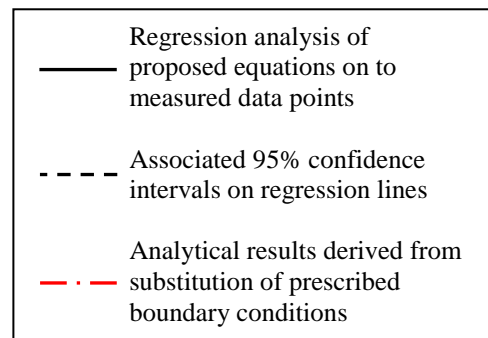 Regression analysis of
proposed equations on to
measured data points
Associated 95% confidence
intervals on regression lines
Analytical results derived from
substitution of prescribed
boundary conditions